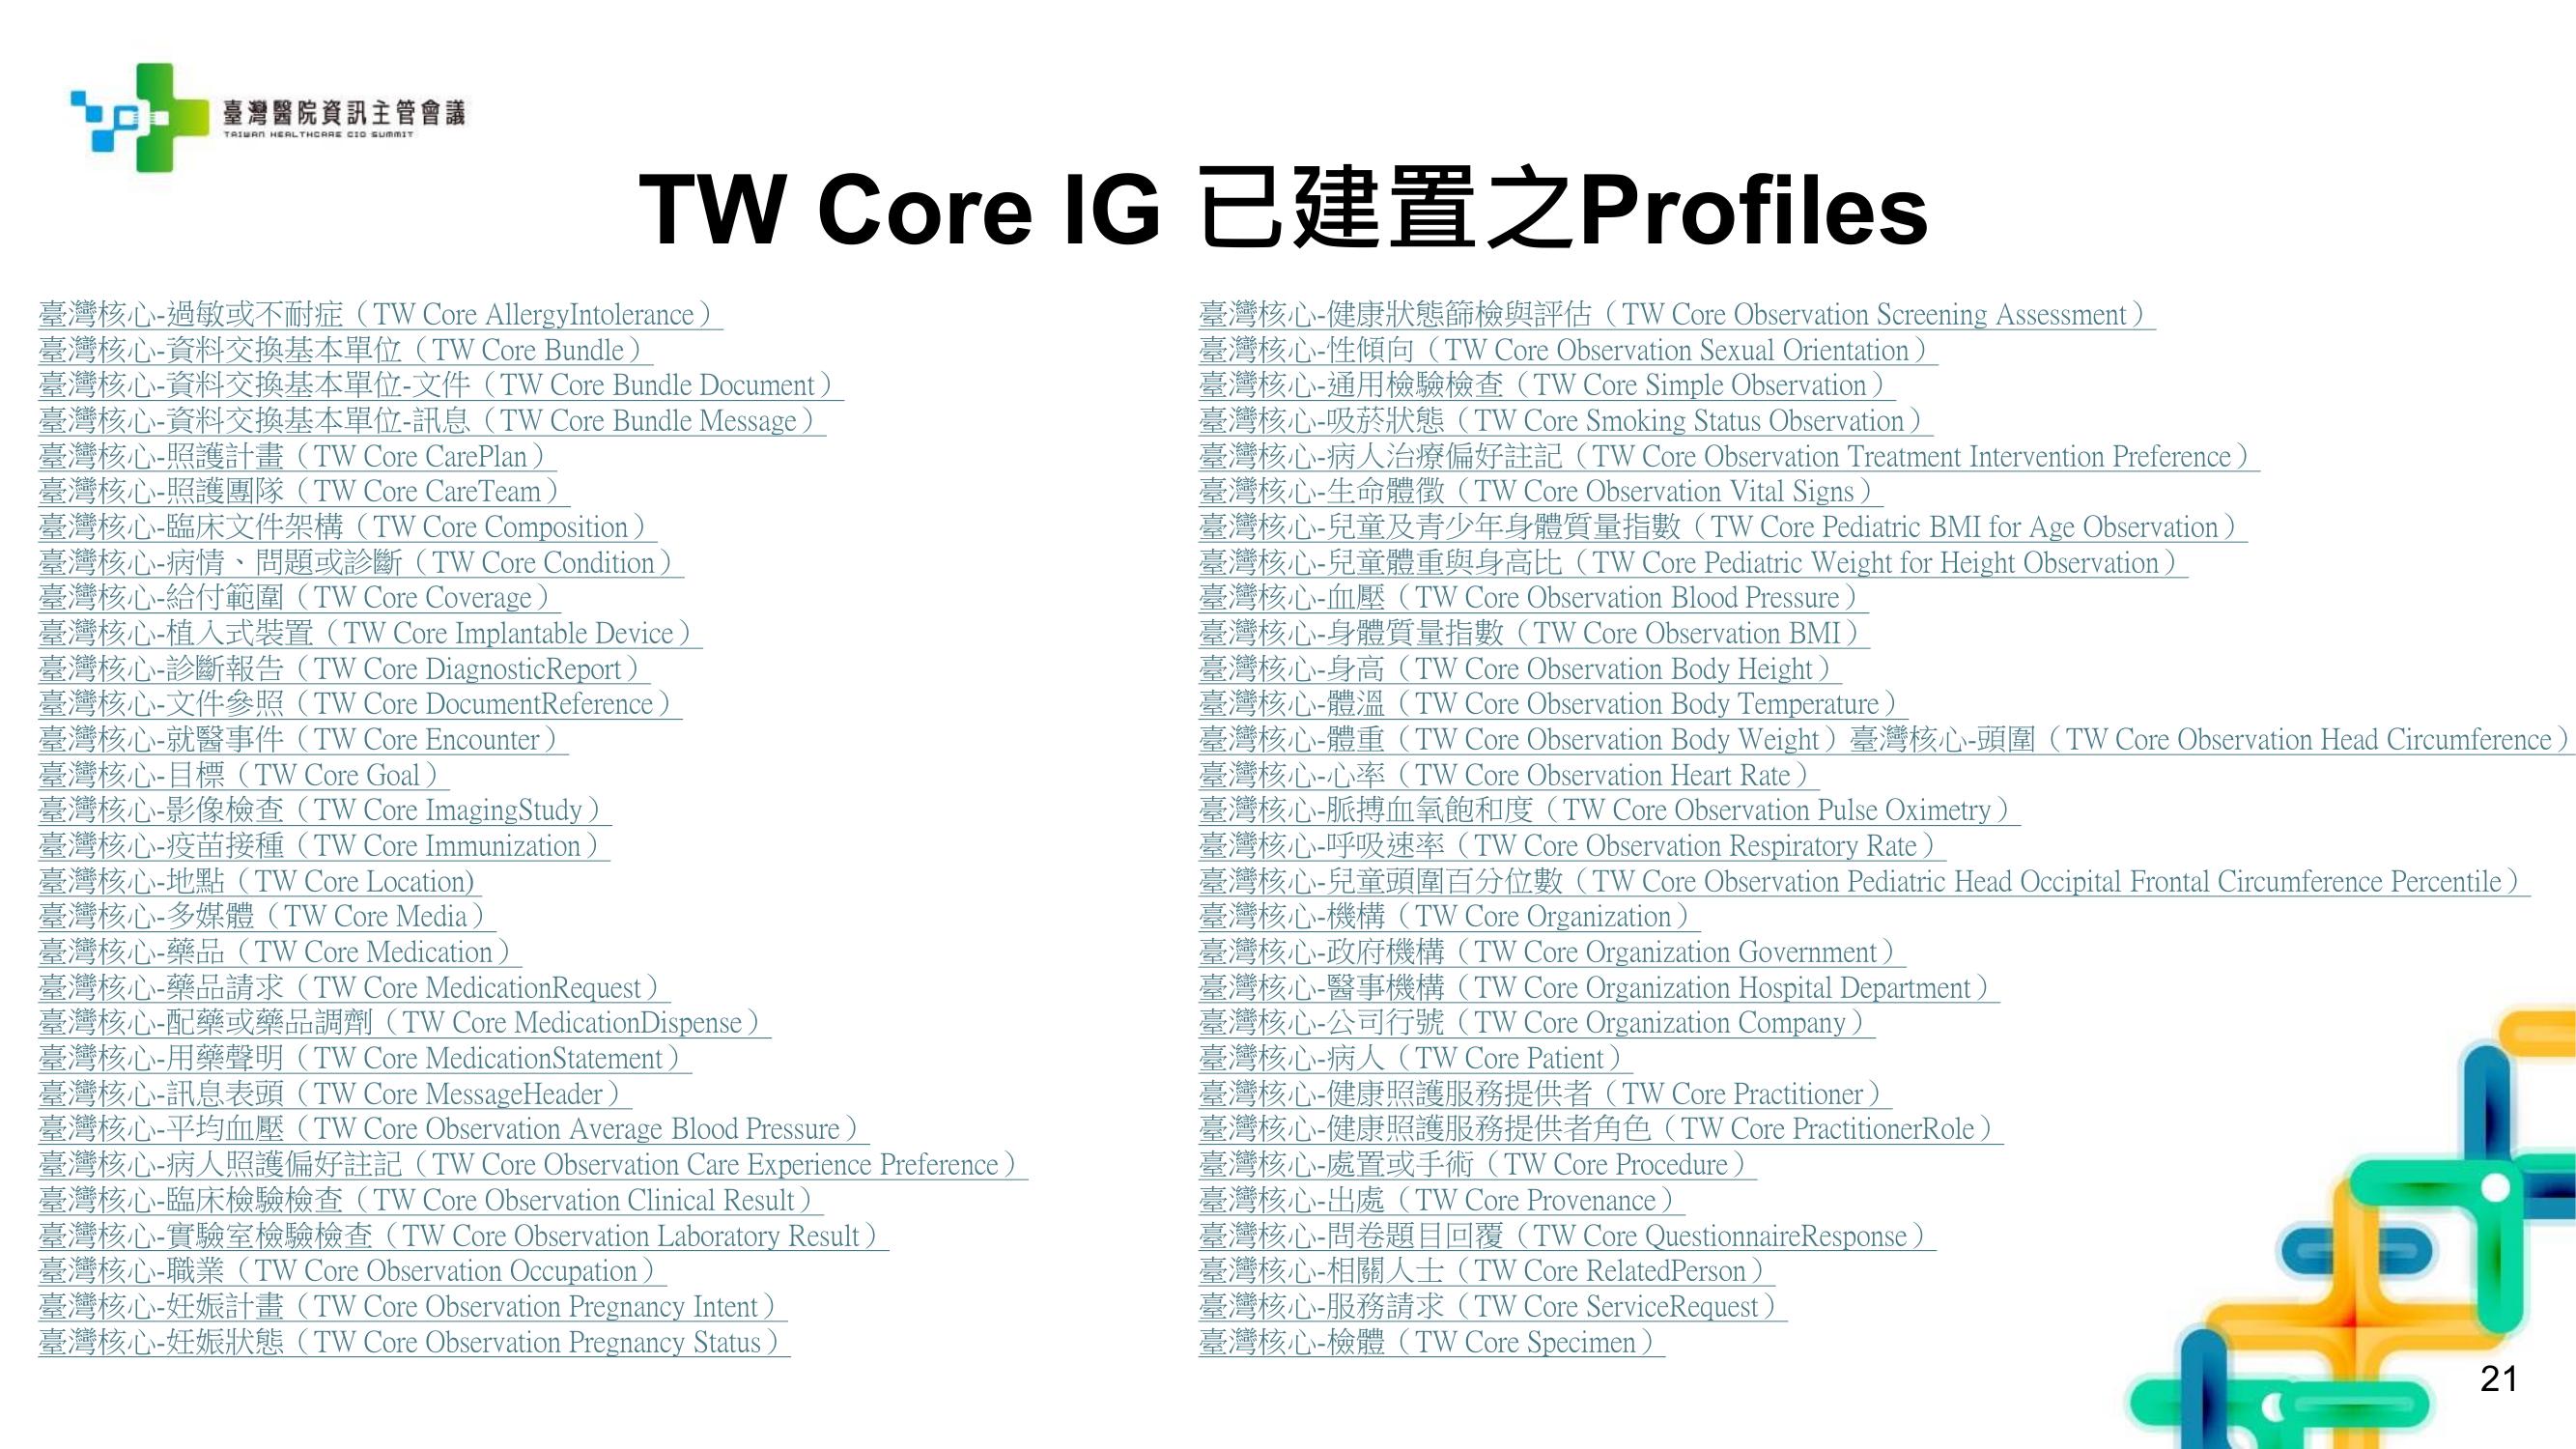 臺灣醫院資訊主管會議
TAIWAN HEALTHCARE CIO SUMMIT
TW Core IG 已建置之Profiles
臺灣核心-過敏或不耐症（TW Core AllergyIntolerance）
臺灣核心-資料交換基本單位（TW Core Bundle）
臺灣核心-資料交換基本單位-文件（TW Core Bundle Document）
臺灣核心-資料交換基本單位-訊息（TW Core Bundle Message）
臺灣核心-照護計畫（TW Core CarePlan）
臺灣核心-照護團隊（TW Core CareTeam）
臺灣核心-臨床文件架構（TW Core Composition）
臺灣核心-病情、問題或診斷（TW Core Condition）
臺灣核心-給付範圍（TW Core Coverage）
臺灣核心-植入式裝置（TW Core Implantable Device）
臺灣核心-診斷報告（TW Core DiagnosticReport）
臺灣核心-文件參照（TW Core DocumentReference）
臺灣核心-就醫事件（TW Core Encounter）
臺灣核心-目標（TW Core Goal）
臺灣核心-影像檢查（TW Core ImagingStudy）
臺灣核心-疫苗接種（TW Core Immunization）
臺灣核心-地點（TW Core Location)
臺灣核心-多媒體（TW Core Media）
臺灣核心-藥品（TW Core Medication）
臺灣核心-藥品請求（TW Core MedicationRequest）
臺灣核心-配藥或藥品調劑（TW Core MedicationDispense）
臺灣核心-用藥聲明（TW Core MedicationStatement）
臺灣核心-訊息表頭（TW Core MessageHeader）
臺灣核心-平均血壓（TW Core Observation Average Blood Pressure）
臺灣核心-病人照護偏好註記（TW Core Observation Care Experience Preference）
臺灣核心-臨床檢驗檢查（TW Core Observation Clinical Result）
臺灣核心-實驗室檢驗檢查（TW Core Observation Laboratory Result）
臺灣核心-職業（TW Core Observation Occupation）
臺灣核心-妊娠計畫（TW Core Observation Pregnancy Intent）
臺灣核心-妊娠狀態（TW Core Observation Pregnancy Status）
臺灣核心-健康狀態篩檢與評估（TW Core Observation Screening Assessment）
臺灣核心-性傾向（TW Core Observation Sexual Orientation）
臺灣核心-通用檢驗檢查（TW Core Simple Observation）
臺灣核心-吸菸狀態（TW Core Smoking Status Observation）
臺灣核心-病人治療偏好註記（TW Core Observation Treatment Intervention Preference）
臺灣核心-生命體徵（TW Core Observation Vital Signs）
臺灣核心-兒童及青少年身體質量指數（TW Core Pediatric BMI for Age Observation）
臺灣核心-兒童體重與身高比（TW Core Pediatric Weight for Height Observation）
臺灣核心-血壓（TW Core Observation Blood Pressure）
臺灣核心-身體質量指數（TW Core Observation BMI）
臺灣核心-身高（TW Core Observation Body Height）
臺灣核心-體溫（TW Core Observation Body Temperature）
臺灣核心-體重（TW Core Observation Body Weight）臺灣核心-頭圍（TW Core Observation Head Circumference）
臺灣核心-心率（TW Core Observation Heart Rate）
臺灣核心-脈搏血氧飽和度（TW Core Observation Pulse Oximetry）
臺灣核心-呼吸速率（TW Core Observation Respiratory Rate）
臺灣核心-兒童頭圍百分位數（TW Core Observation Pediatric Head Occipital Frontal Circumference Percentile）
臺灣核心-機構（TW Core Organization）
臺灣核心-政府機構（TW Core Organization Government）
臺灣核心-醫事機構（TW Core Organization Hospital Department）
臺灣核心-公司行號（TW Core Organization Company）
臺灣核心-病人（TW Core Patient）
臺灣核心-健康照護服務提供者（TW Core Practitioner）
臺灣核心-健康照護服務提供者角色（TW Core PractitionerRole）
臺灣核心-處置或手術（TW Core Procedure）
臺灣核心-出處（TW Core Provenance）
臺灣核心-問卷題目回覆（TW Core QuestionnaireResponse）
臺灣核心-相關人士（TW Core RelatedPerson）
臺灣核心-服務請求（TW Core ServiceRequest）
臺灣核心-檢體（TW Core Specimen）
21